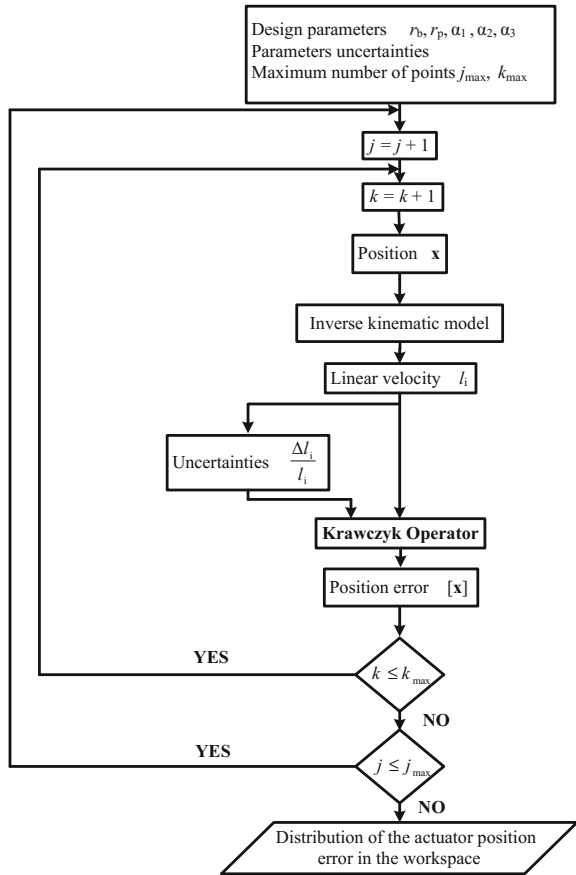 Design parameters r_b, r_p, α_1 , α_2, α_3
Parameters uncertainties
Maximum number of points j_max, k_max
j = j + 1
k = k + 1
Position x
Inverse kinematic model
Linear velocity l_i
Uncertainties Δl_i / l_i
Krawczyk Operator
Position error [x]
YES
k ≤ k_max
NO
YES
j ≤ j_max
NO
Distribution of the actuator position
error in the workspace